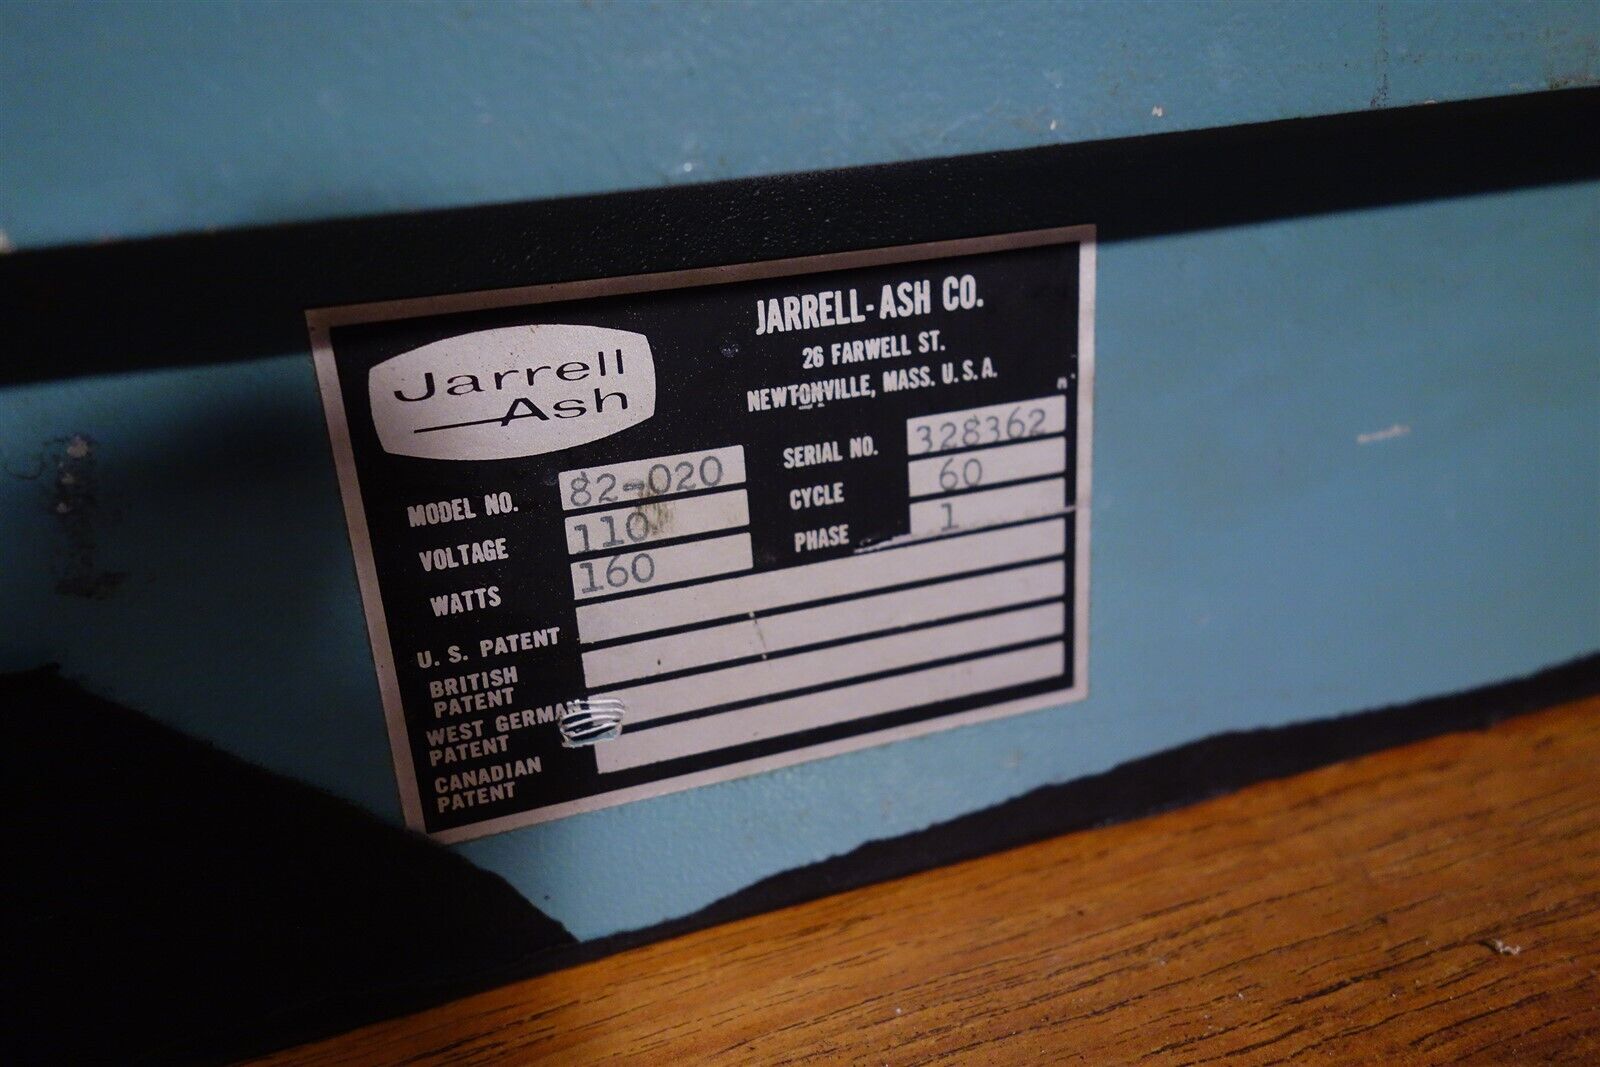 Jarrell
Ash
JARRELL-ASH CO.
26 FARWELL ST.
NEWTONVILLE, MASS. U.S.A.
MODEL NO. 82-020
SERIAL NO. 328362
VOLTAGE 110
CYCLE 60
WATTS 160
PHASE 1
U. S. PATENT
BRITISH
PATENT
WEST GERMAN
PATENT
CANADIAN
PATENT